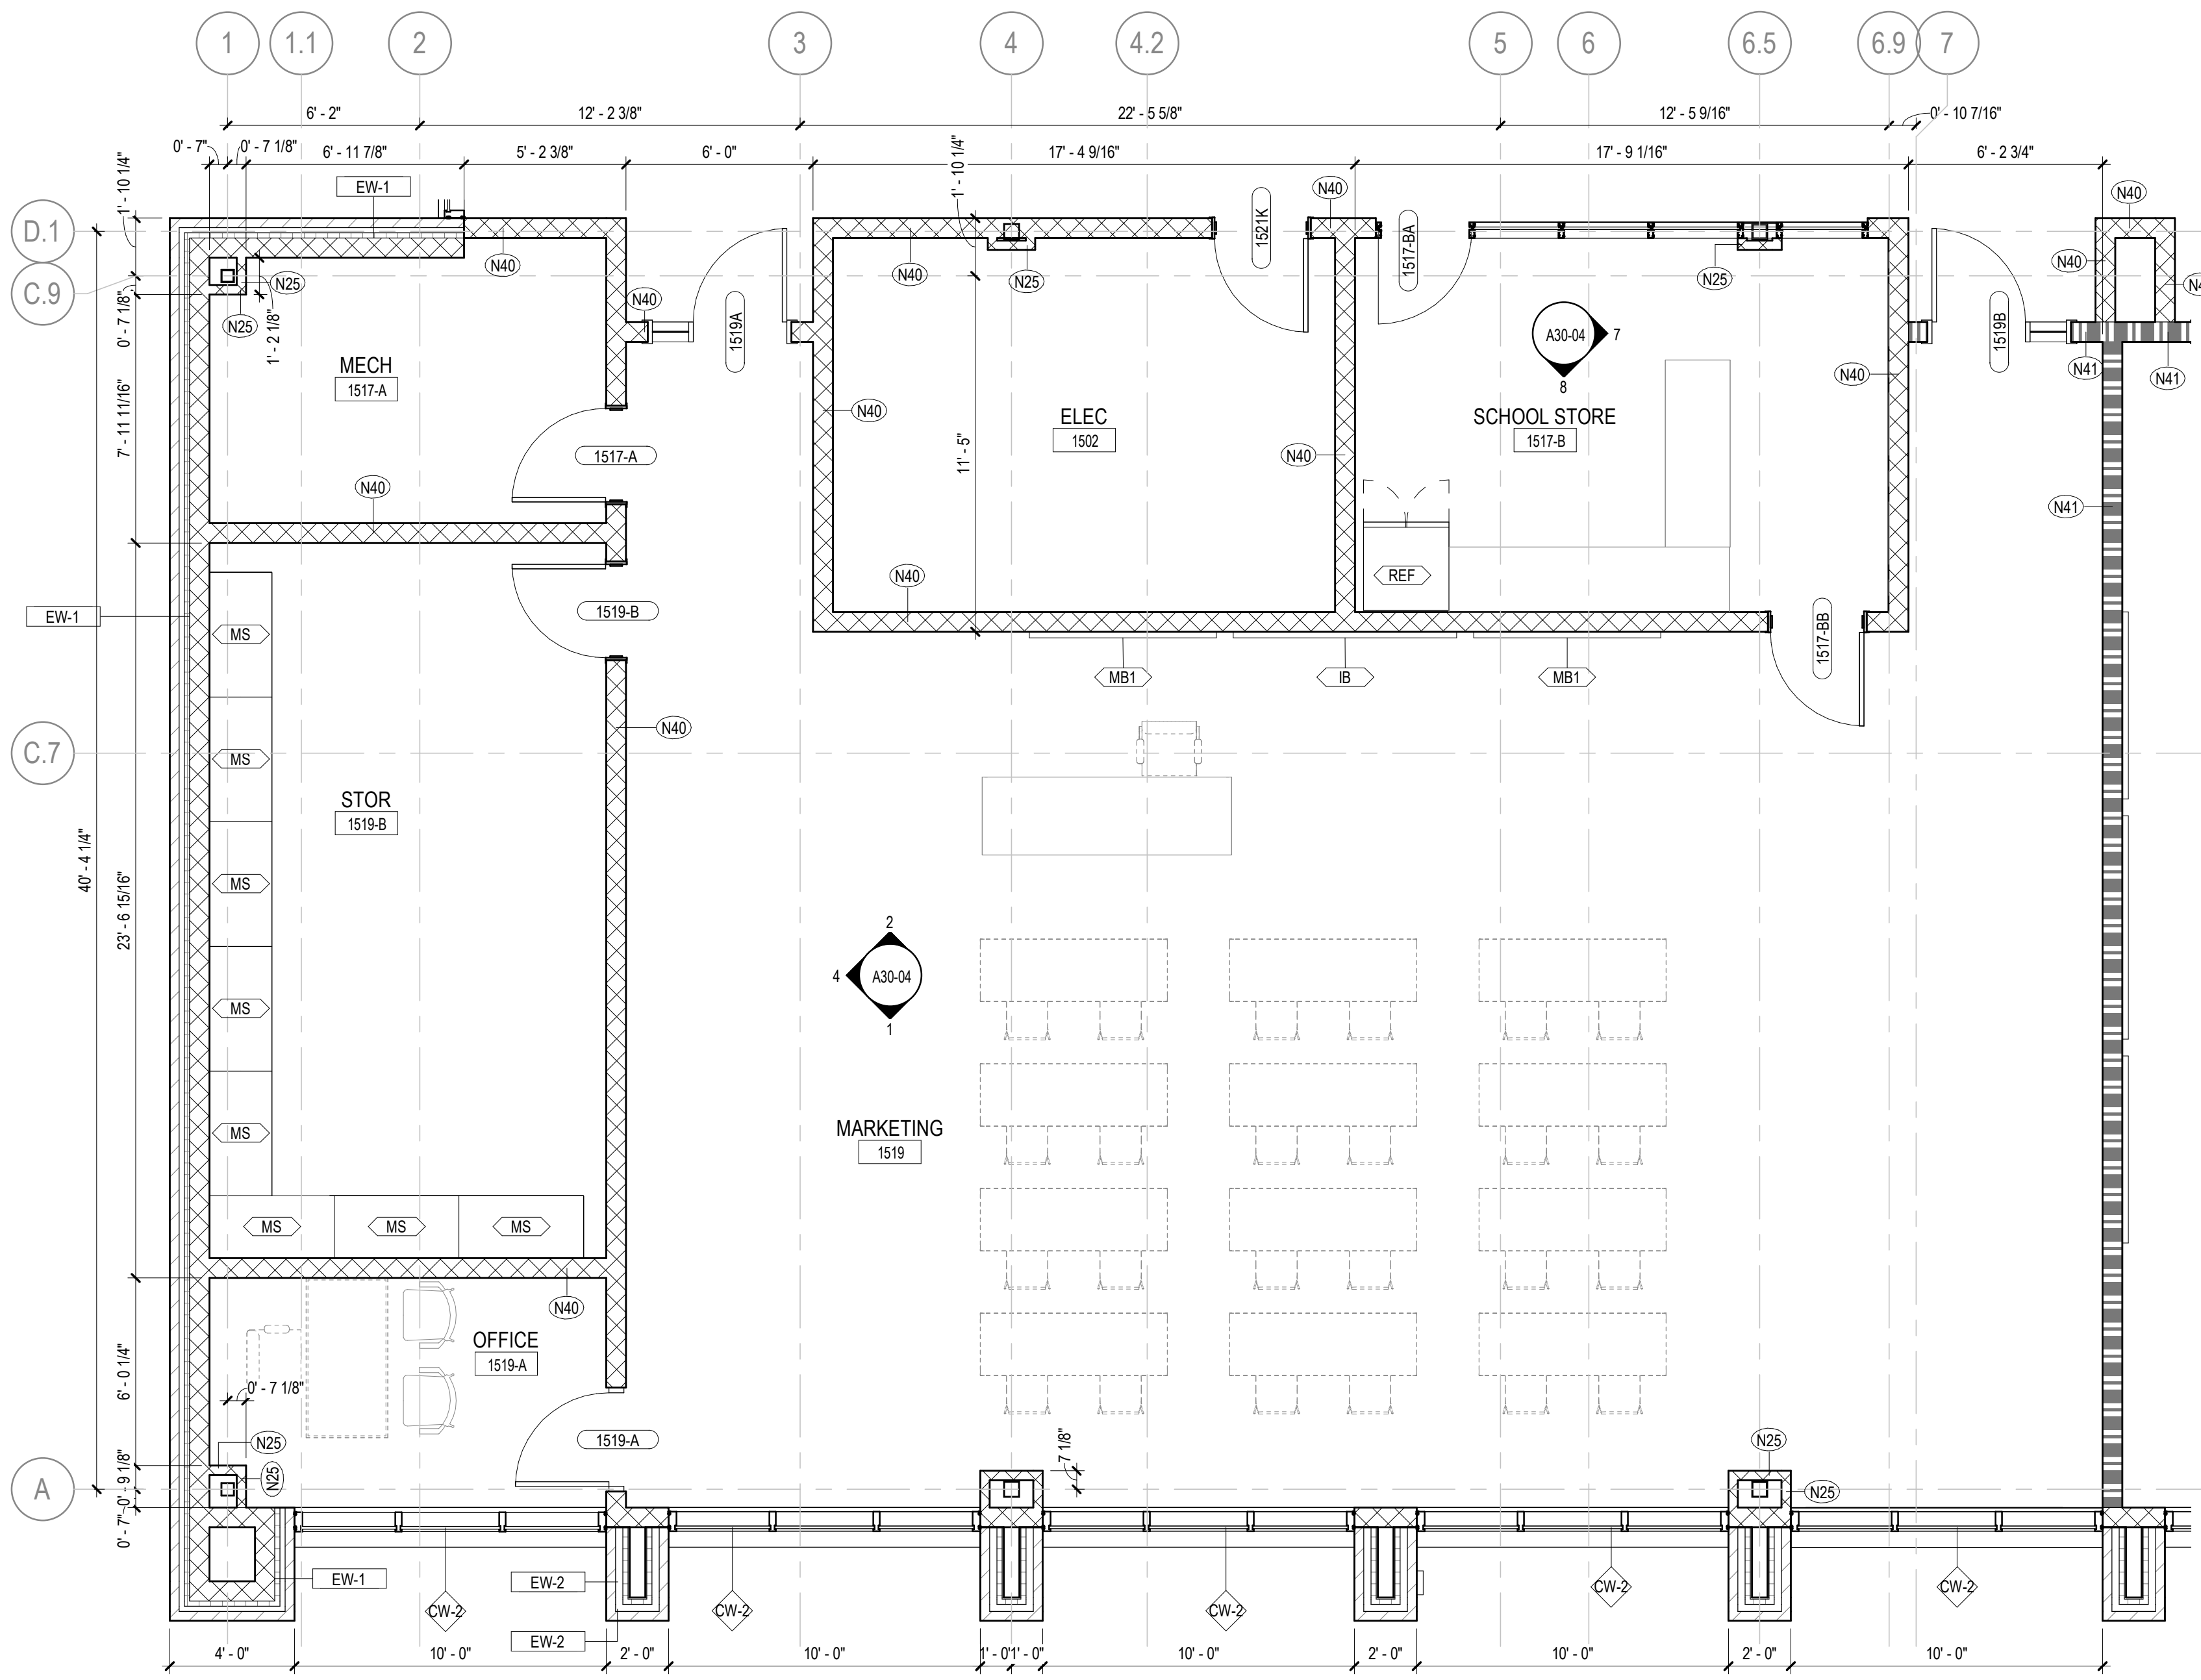 1
1.1
2
3
4
4.2
5
6
6.5
6.9
7
6' - 2"
12' - 2 3/8"
22' - 5 5/8"
12' - 5 9/16"
0' - 10 7/16"
0' - 7"
0' - 7 1/8"
6' - 11 7/8"
5' - 2 3/8"
6' - 0"
17' - 4 9/16"
17' - 9 1/16"
6' - 2 3/4"
1' - 10 1/4"
1' - 10 1/4"
EW-1
D.1
C.9
N40
N40
N40
N40
N25
N40
N25
N40
N25
N25
N40
1519A
1521K
1517-BA
1519B
0' - 7 1/8"
1' - 2 1/8"
A30-04
7
8
MECH
1517-A
N40
N41
N41
7' - 11 11/16"
N40
ELEC
1502
SCHOOL STORE
1517-B
11' - 5"
1517-A
N40
N40
N41
REF
N40
1519-B
EW-1
MS
1517-BB
MB1
IB
MB1
N40
C.7
MS
STOR
1519-B
40' - 4 1/4"
MS
23' - 6 15/16"
2
4
A30-04
1
MS
MARKETING
1519
MS
MS
MS
MS
N40
OFFICE
1519-A
6' - 0 1/4"
0' - 7 1/8"
N25
1519-A
7 1/8"
N25
N25
N25
A
0' - 9 1/8"
0' - 7"
EW-1
EW-2
CW-2
CW-2
CW-2
CW-2
CW-2
EW-2
4' - 0"
10' - 0"
2' - 0"
10' - 0"
1' - 0"
1' - 0"
10' - 0"
2' - 0"
10' - 0"
2' - 0"
10' - 0"